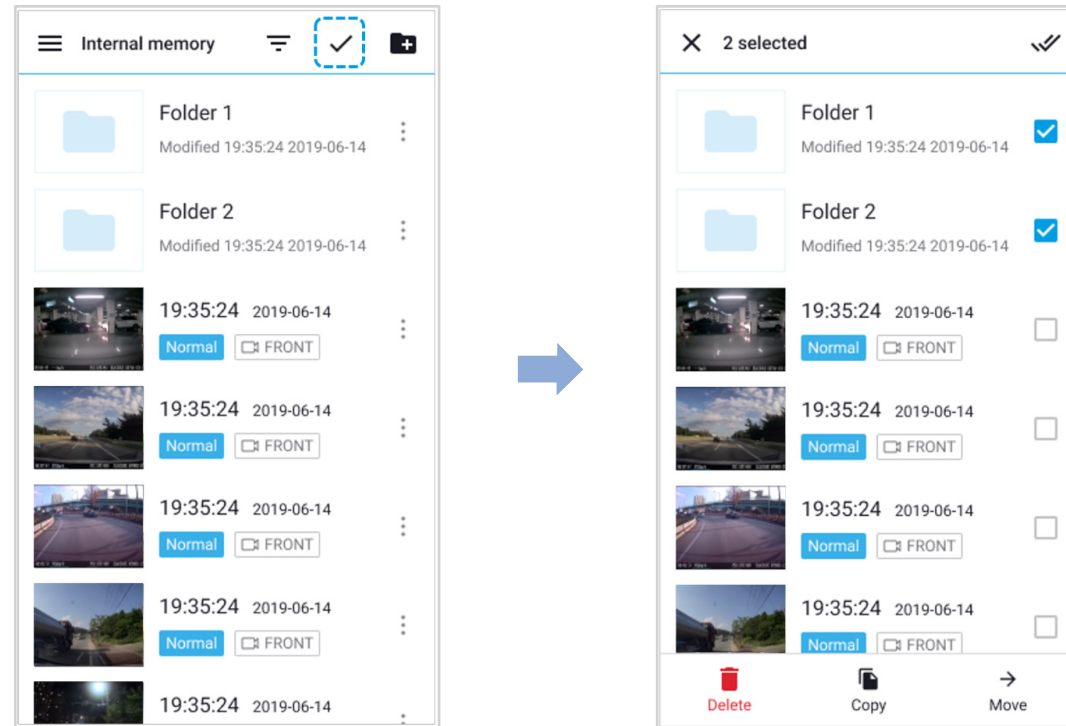 Internal memory
Folder 1
Modified 19:35:24 2019-06-14
Folder 2
Modified 19:35:24 2019-06-14
19:35:24 2019-06-14
Normal FRONT
19:35:24 2019-06-14
Normal FRONT
19:35:24 2019-06-14
Normal FRONT
19:35:24 2019-06-14
Normal FRONT
19:35:24 2019-06-14
2 selected
Folder 1
Modified 19:35:24 2019-06-14
Folder 2
Modified 19:35:24 2019-06-14
19:35:24 2019-06-14
Normal FRONT
19:35:24 2019-06-14
Normal FRONT
19:35:24 2019-06-14
Normal FRONT
19:35:24 2019-06-14
Normal FRONT
Delete Copy Move